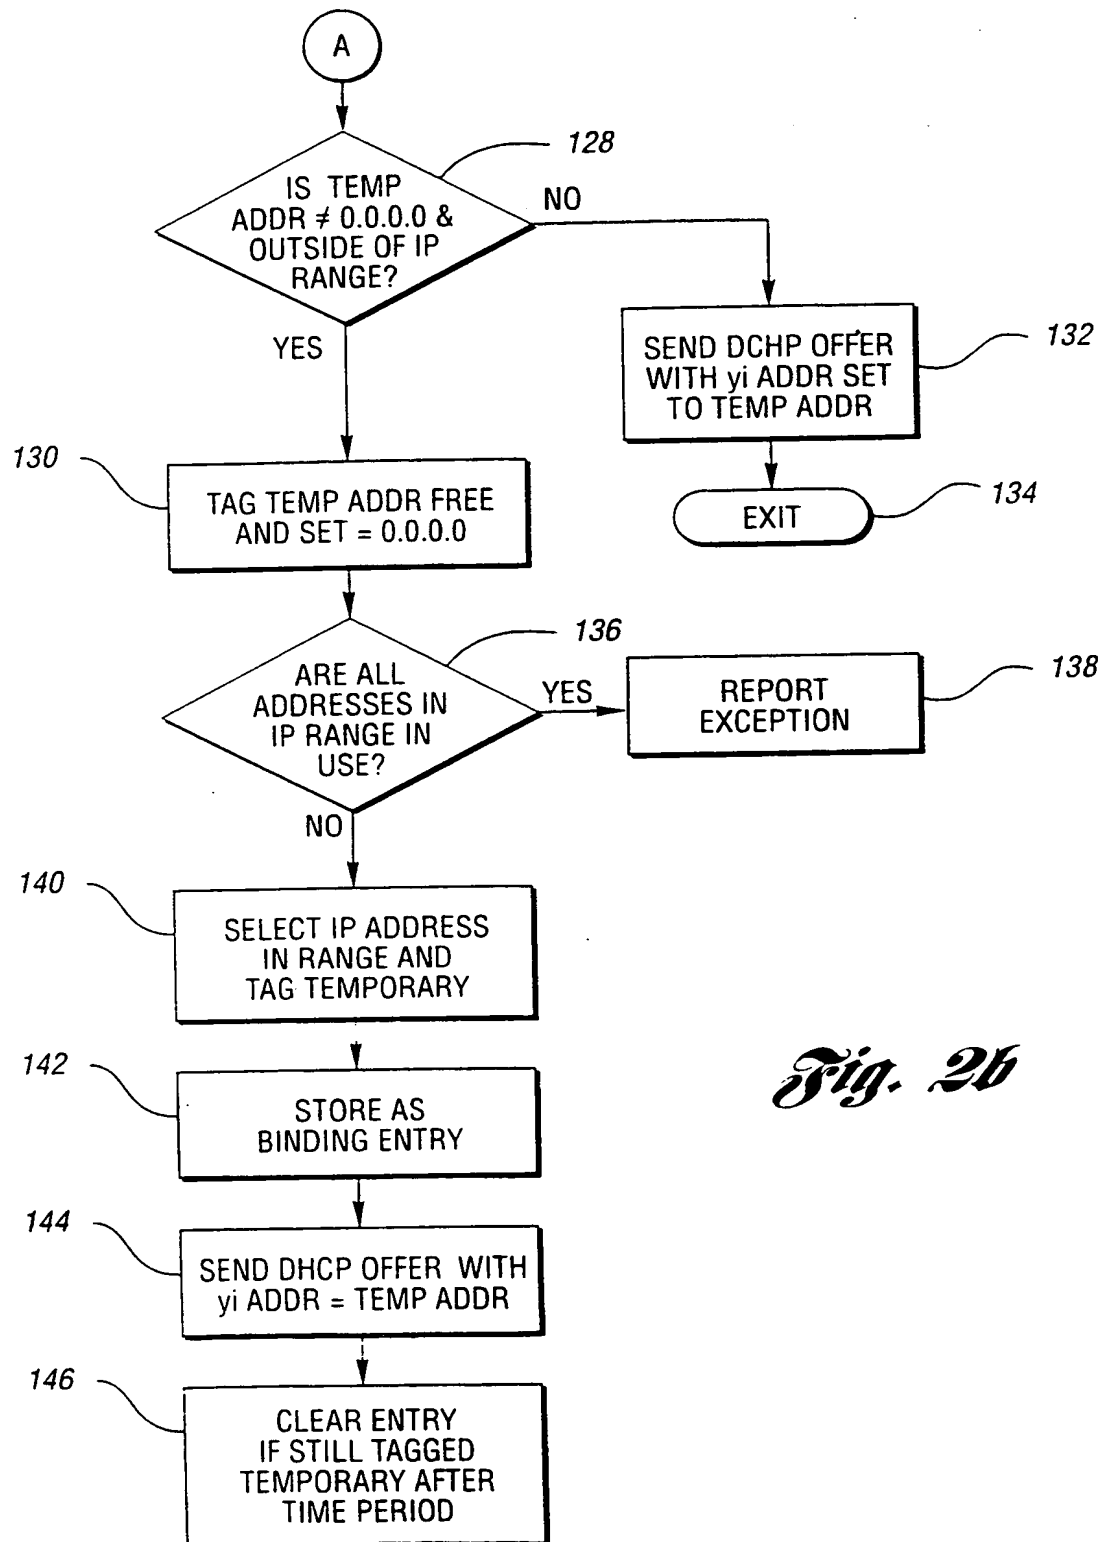 A
128
IS TEMP
ADDR ≠ 0.0.0.0 &
OUTSIDE OF IP
RANGE?
NO
YES
SEND DCHP OFFER
WITH yi ADDR SET
TO TEMP ADDR
132
130
TAG TEMP ADDR FREE
AND SET = 0.0.0.0
EXIT
134
136
ARE ALL
ADDRESSES IN
IP RANGE IN
USE?
YES
REPORT
EXCEPTION
138
NO
140
SELECT IP ADDRESS
IN RANGE AND
TAG TEMPORARY
142
STORE AS
BINDING ENTRY
Fig. 2b
144
SEND DHCP OFFER WITH
yi ADDR = TEMP ADDR
146
CLEAR ENTRY
IF STILL TAGGED
TEMPORARY AFTER
TIME PERIOD